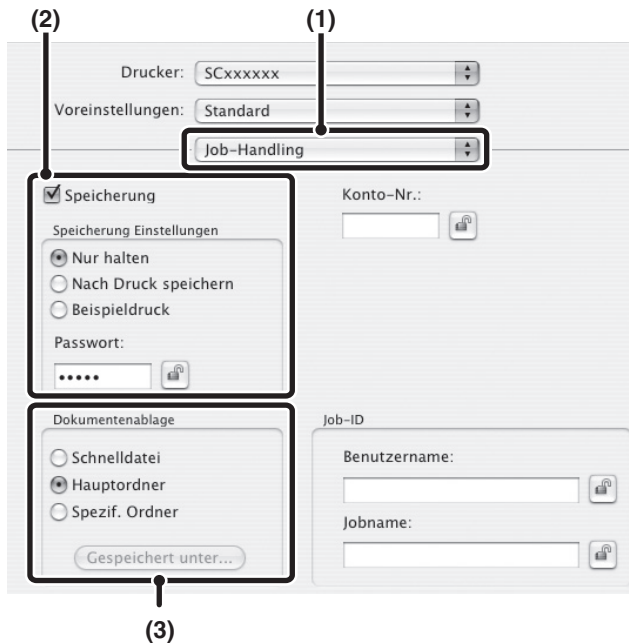 (2) (1)
Drucker: SCxxxxxx
Voreinstellungen: Standard
Job-Handling
Speicherung
Speicherung Einstellungen
Nur halten
Nach Druck speichern
Beispieldruck
Passwort:
•••••
Konto-Nr.:
Dokumentenablage
Schnelldatei
Hauptordner
Spezif. Ordner
Gespeichert unter...
Job-ID
Benutzername:
Jobname:
(3)